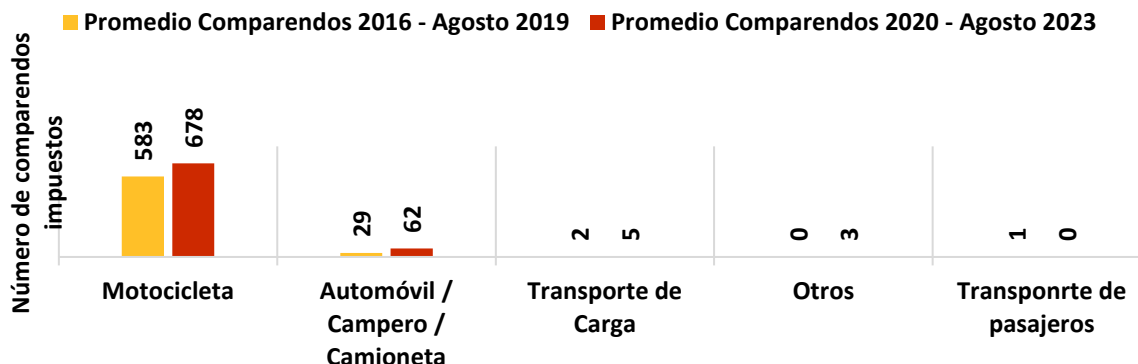 Promedio Comparendos 2016 - Agosto 2019 Promedio Comparendos 2020 - Agosto 2023
Número de comparendos
impuestos
583 678
29 62
2 5
0 3
1 0
Motocicleta
Automóvil /
Campero /
Camioneta
Transporte de
Carga
Otros
Transponrte de
pasajeros